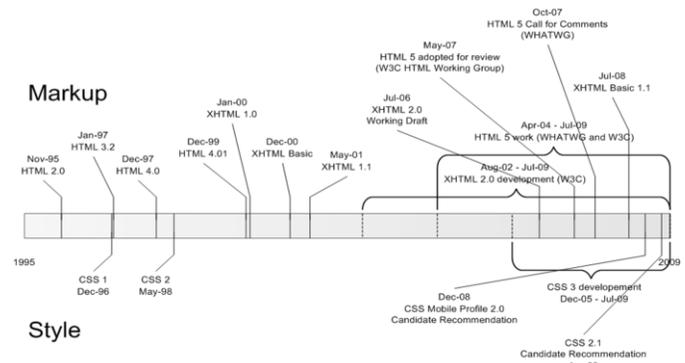 Oct-07
HTML 5 Call for Comments
(WHATWG)
May-07
HTML 5 adopted for review
(W3C HTML Working Group)
Jul-08
XHTML Basic 1.1
Markup
Jul-06
XHTML 2.0
Working Draft
Jan-00
XHTML 1.0
Apr-04 - Jul-09
HTML 5 work (WHATWG and W3C)
Jan-97
HTML 3.2
Dec-99
HTML 4.01
Dec-00
XHTML Basic
Nov-95
HTML 2.0
Dec-97
HTML 4.0
May-01
XHTML 1.1
Aug-02 - Jul-09
XHTML 2.0 development (W3C)
1995
2009
CSS 1
Dec-96
CSS 2
May-98
CSS 3 developement
Dec-05 - Jul-09
Dec-08
CSS Mobile Profile 2.0
Candidate Recommendation
Style
CSS 2.1
Candidate Recommendation